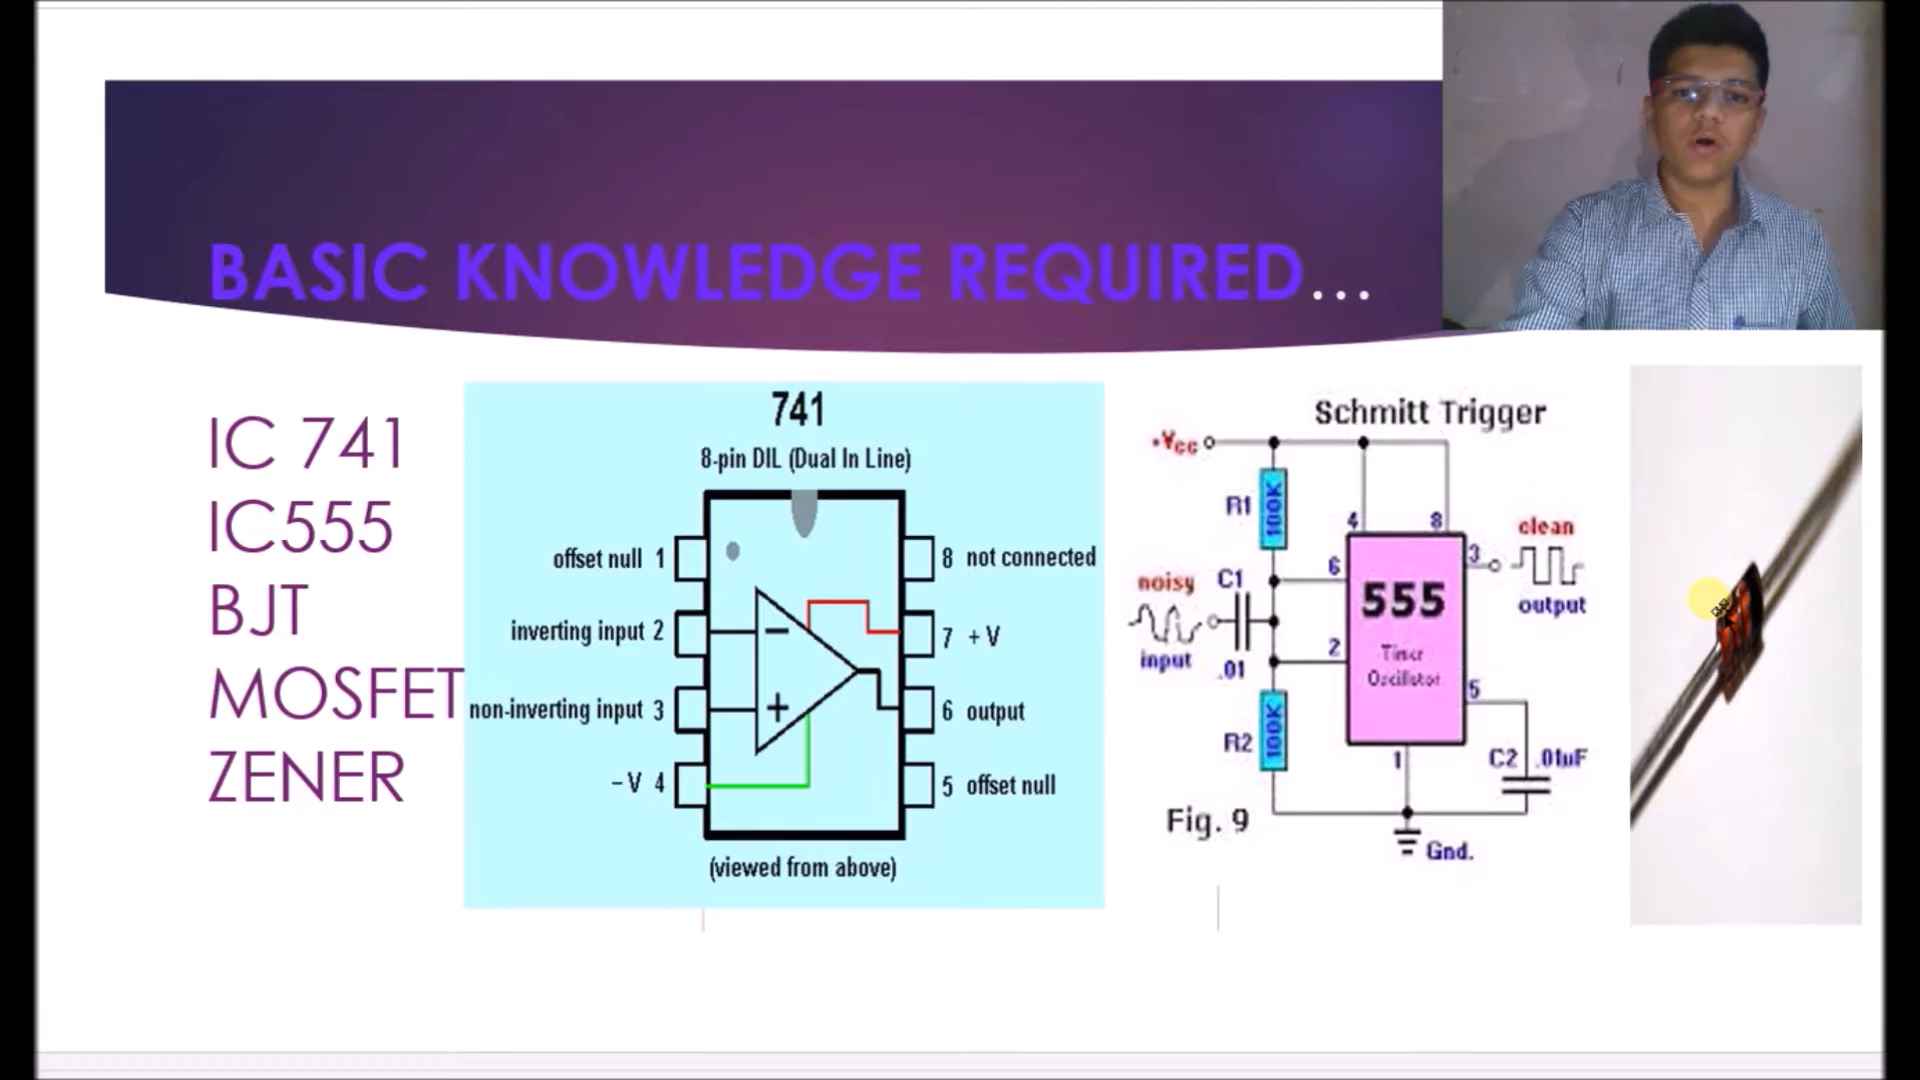 BASIC KNOWLEDGE REQUIRED...
IC 741
IC555
BJT
MOSFET
ZENER
741
8-pin DIL (Dual In Line)
offset null 1
8 not connected
inverting input 2
7 +V
non-inverting input 3
6 output
−V 4
5 offset null
− 
+
(viewed from above)
Schmitt Trigger
+Vcc
R1
100K
4
8
clean
3
output
6
noisy
C1
input
.01
555
Timer
Oscillator
2
5
R2
100K
1
C2 .01uF
Fig. 9
Gnd.